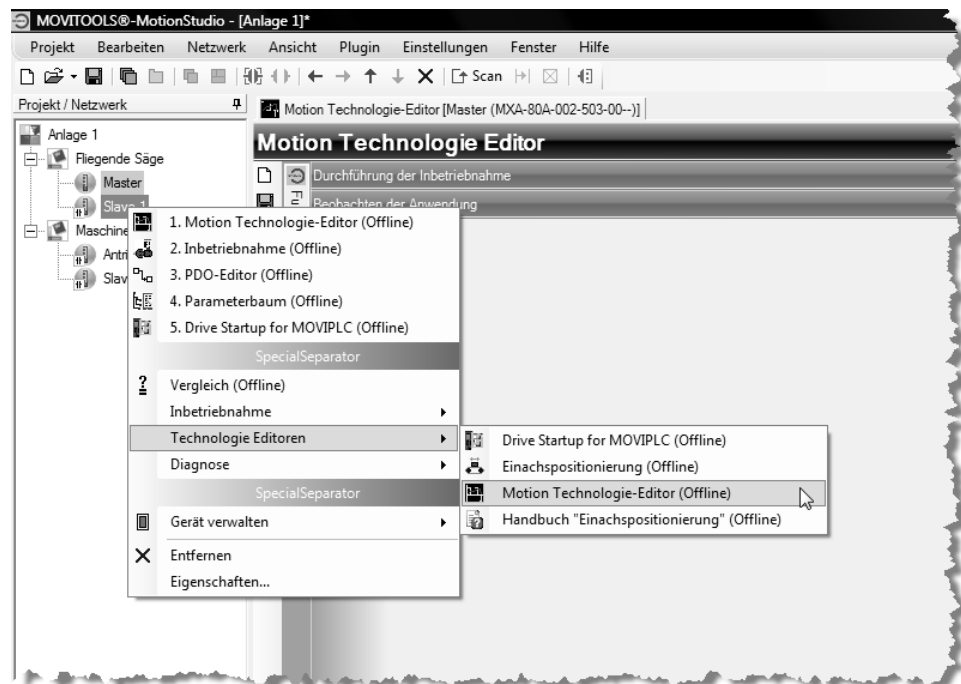 MOVITOOLS®-MotionStudio - [Anlage 1]*
Projekt Bearbeiten Netzwerk Ansicht Plugin Einstellungen Fenster Hilfe
Scan
Projekt / Netzwerk
Motion Technologie-Editor [Master (MXA-80A-002-503-00--)]
Anlage 1
Fliegende Säge
Master
Slave 1
Maschine
Antri
Slav
Motion Technologie Editor
Durchführung der Inbetriebnahme
Fu
Beobachten der Anwendung
1. Motion Technologie-Editor (Offline)
2. Inbetriebnahme (Offline)
3. PDO-Editor (Offline)
4. Parameterbaum (Offline)
5. Drive Startup for MOVIPLC (Offline)
SpecialSeparator
Vergleich (Offline)
Inbetriebnahme
Technologie Editoren
Diagnose
SpecialSeparator
Gerät verwalten
Entfernen
Eigenschaften...
Drive Startup for MOVIPLC (Offline)
Einachspositionierung (Offline)
Motion Technologie-Editor (Offline)
Handbuch "Einachspositionierung" (Offline)